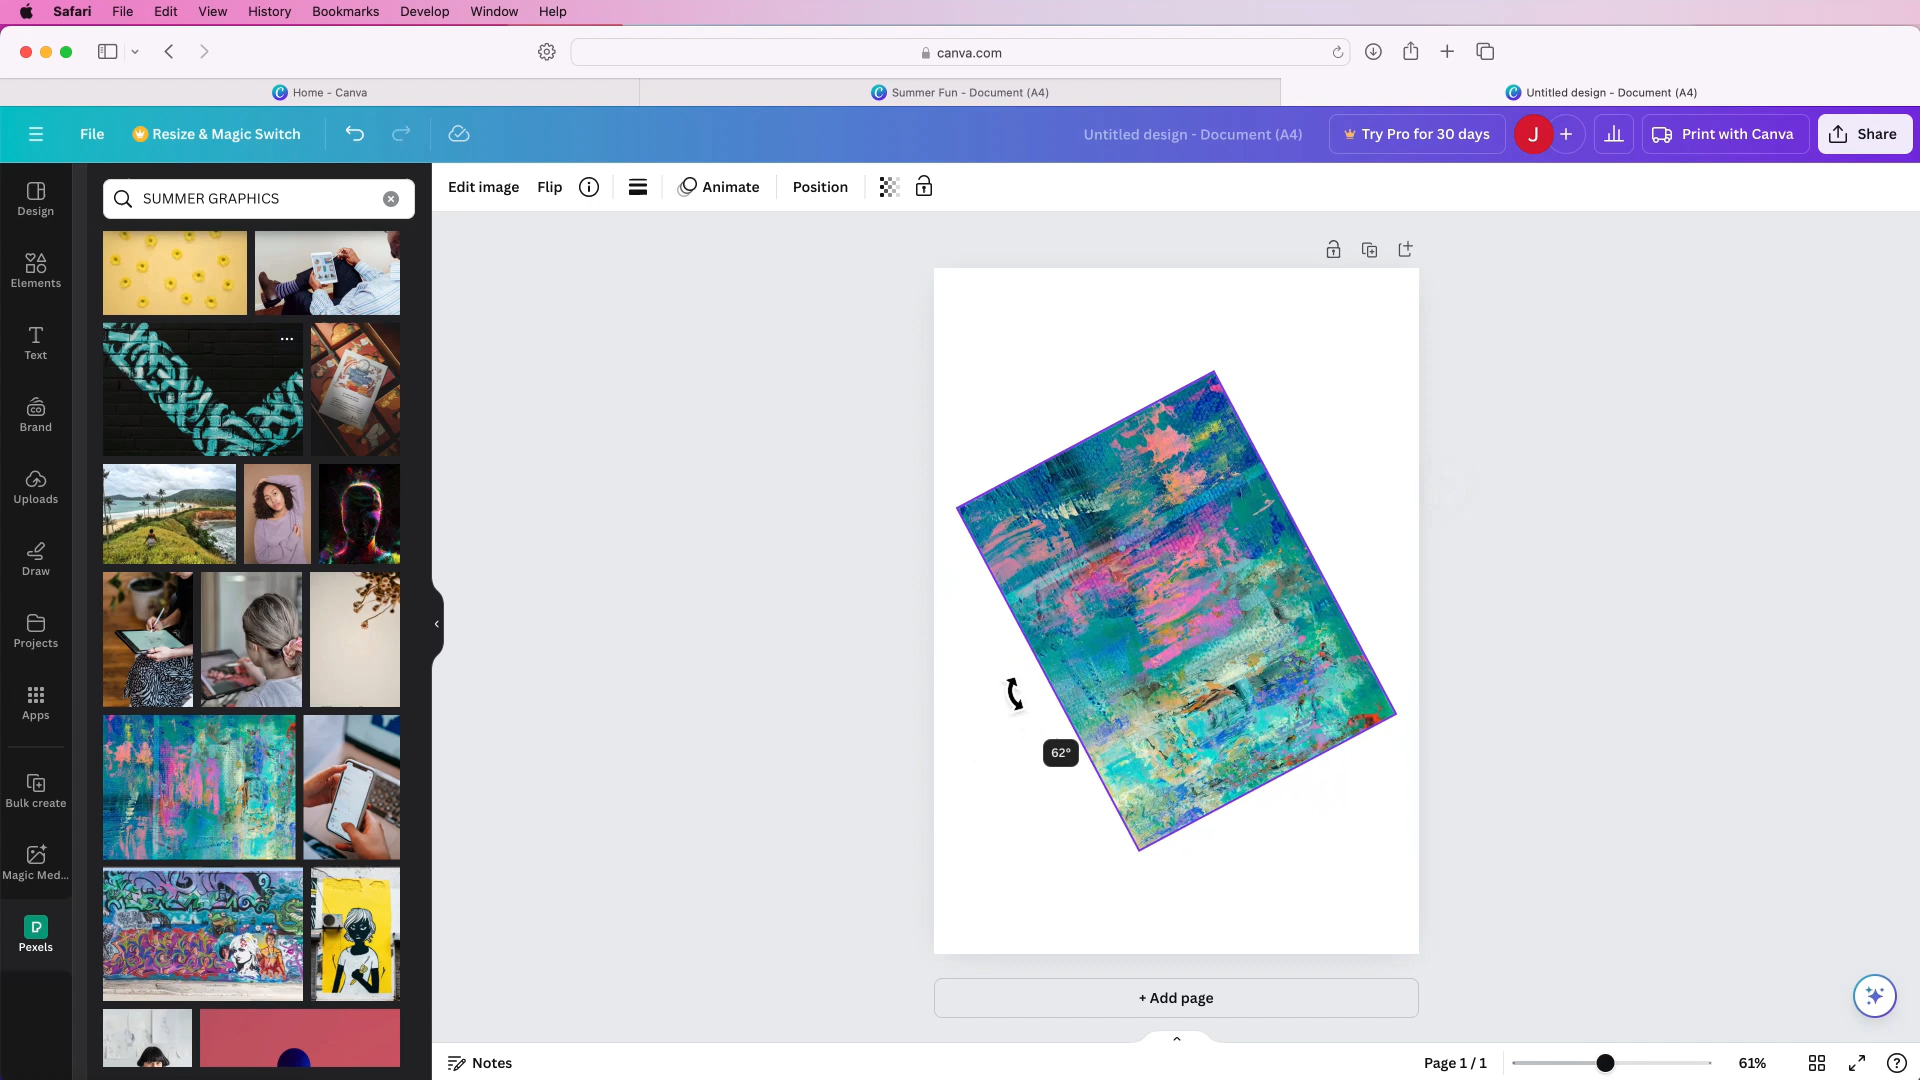 Safari File Edit View History Bookmarks Develop Window Help
canva.com
Home - Canva
Summer Fun - Document (A4)
Untitled design - Document (A4)
File
Resize & Magic Switch
Untitled design - Document (A4)
Try Pro for 30 days
J
Print with Canva
Share
Design
Elements
Text
Brand
Uploads
Draw
Projects
Apps
Bulk create
Magic Med...
Pexels
SUMMER GRAPHICS
Edit image
Flip
Animate
Position
62°
+ Add page
Notes
Page 1 / 1
61%